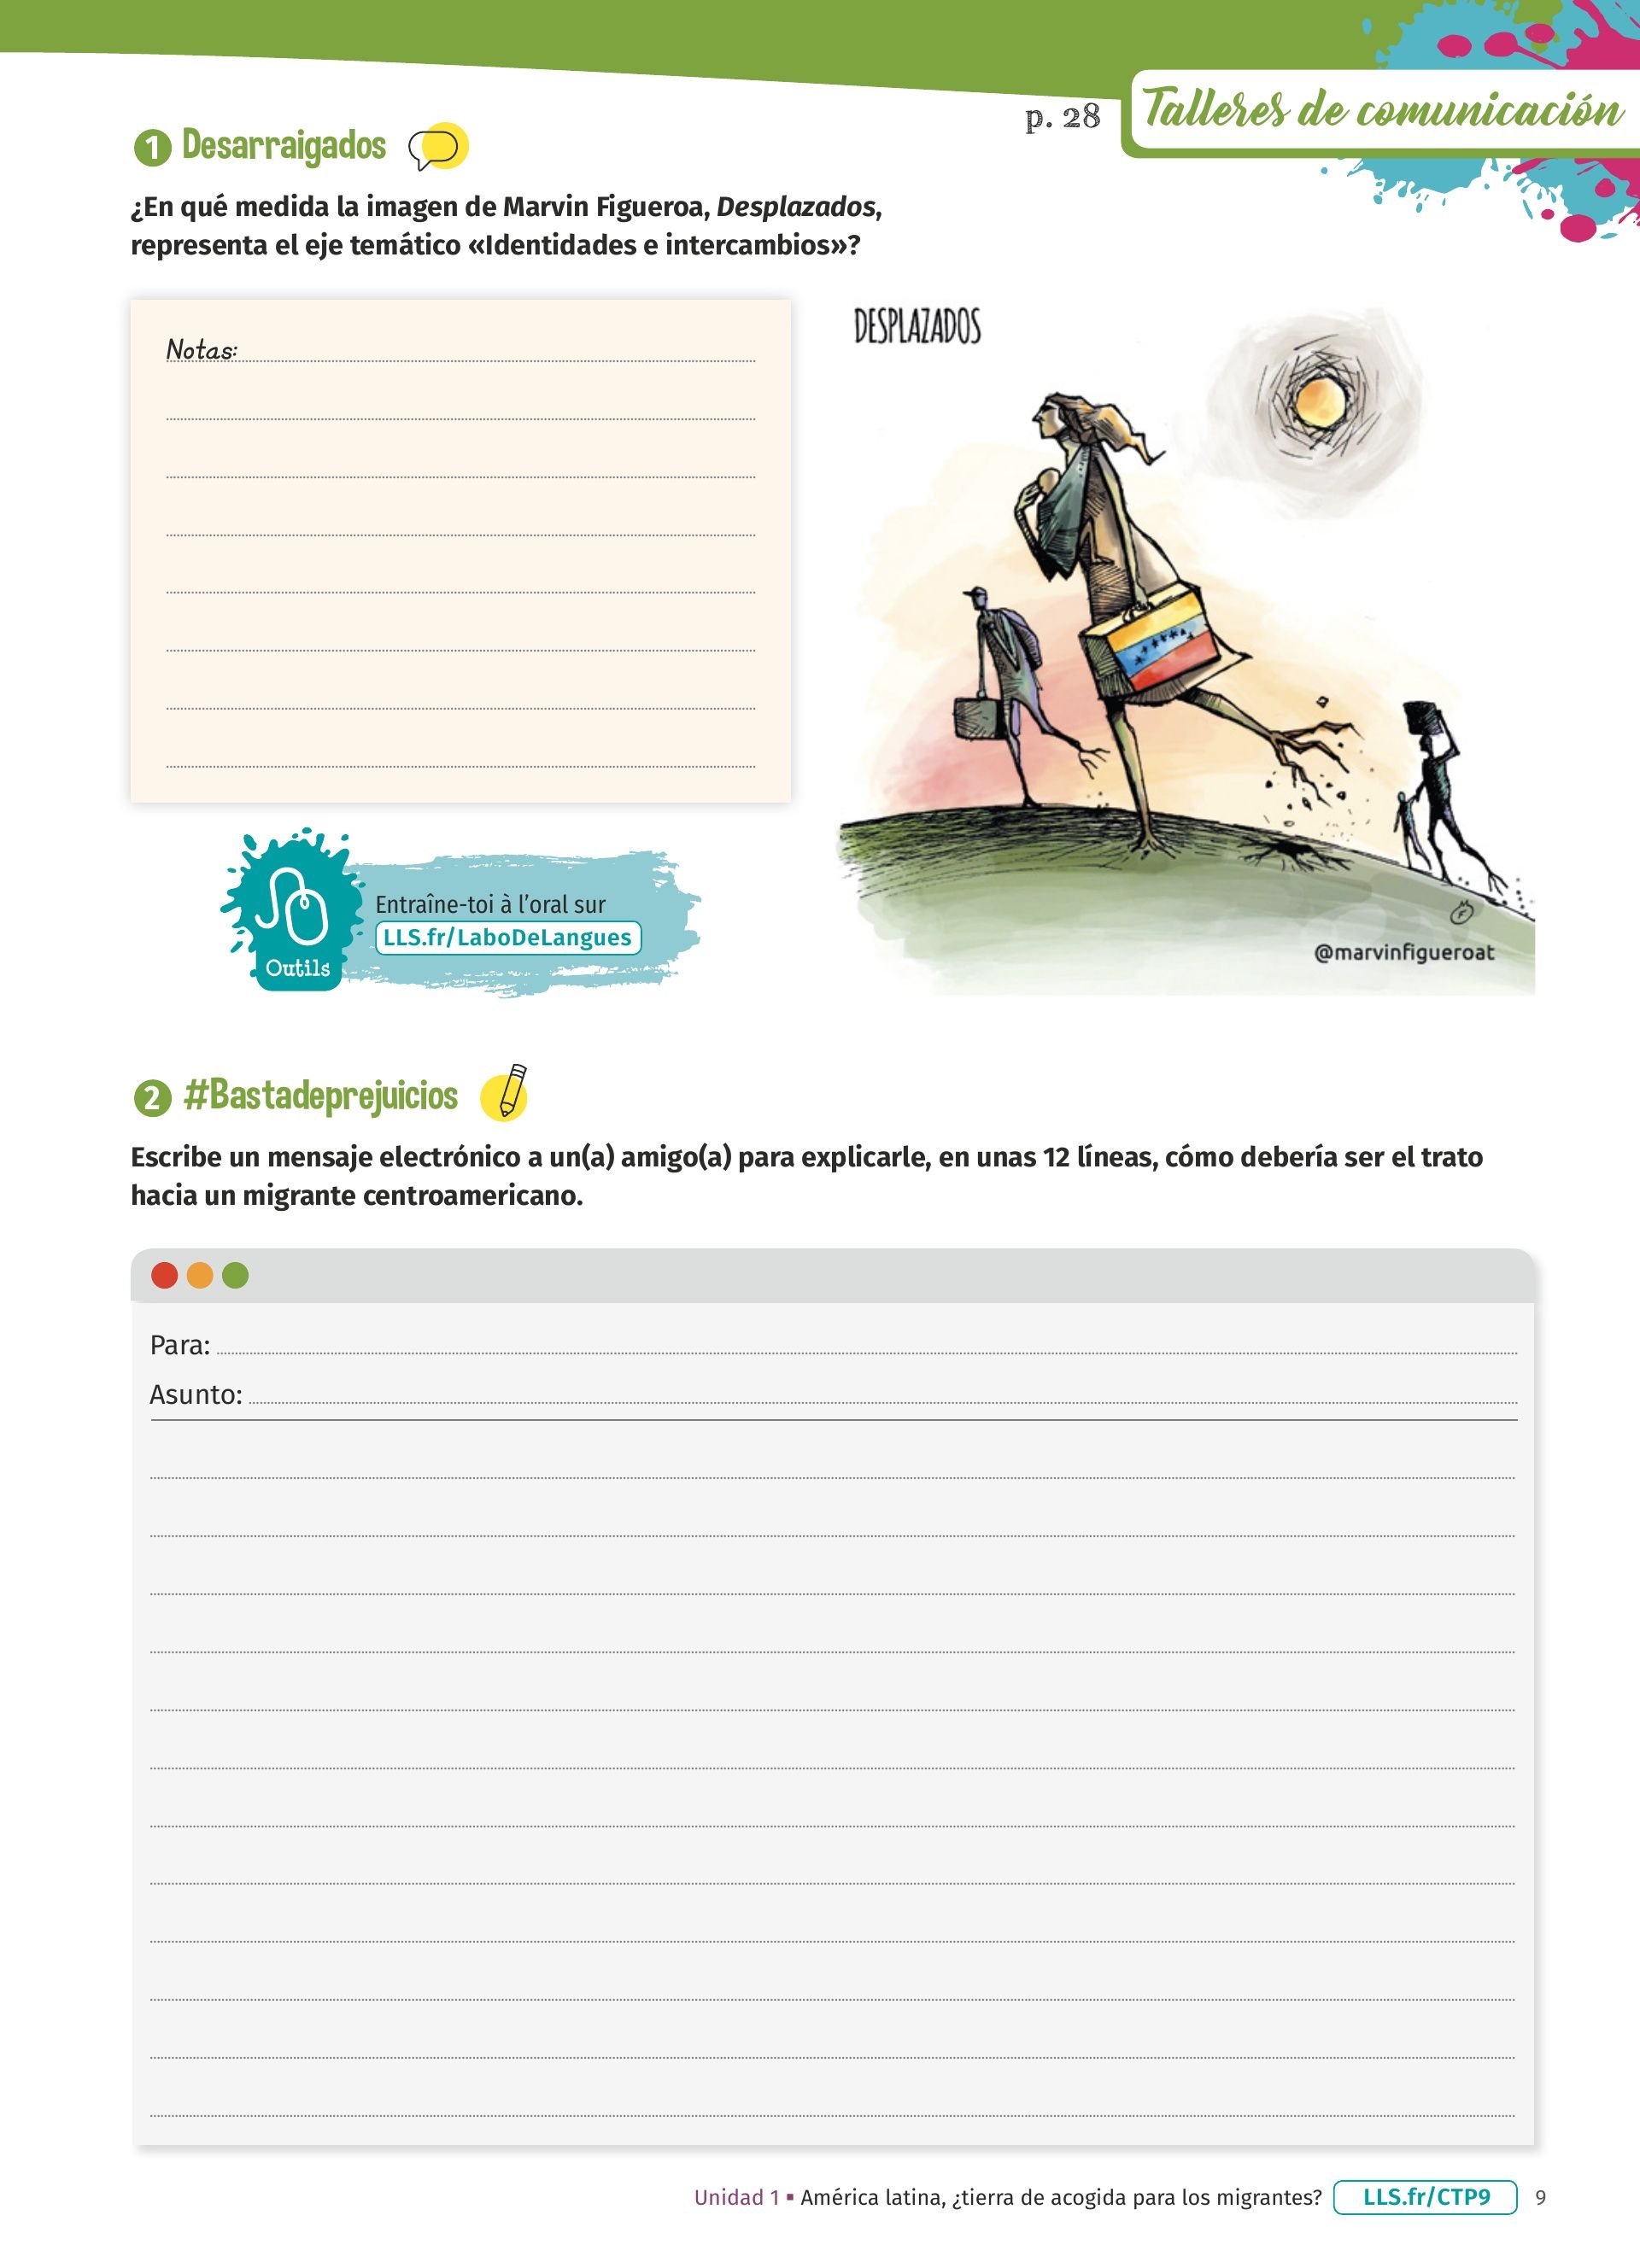 p. 28
Talleres de comunicación
1 Desarraigados
¿En qué medida la imagen de Marvin Figueroa, Desplazados,
representa el eje temático «Identidades e intercambios»?
Notas:
DESPLAZADOS
@marvinfigueroat
Entraîne-toi à l'oral sur
LLS.fr/LaboDeLangues
Outils
2 #Bastadeprejuicios
Escribe un mensaje electrónico a un(a) amigo(a) para explicarle, en unas 12 líneas, cómo debería ser el trato
hacia un migrante centroamericano.
Para:
Asunto:
Unidad 1 ▪ América latina, ¿tierra de acogida para los migrantes? LLS.fr/CTP9 9